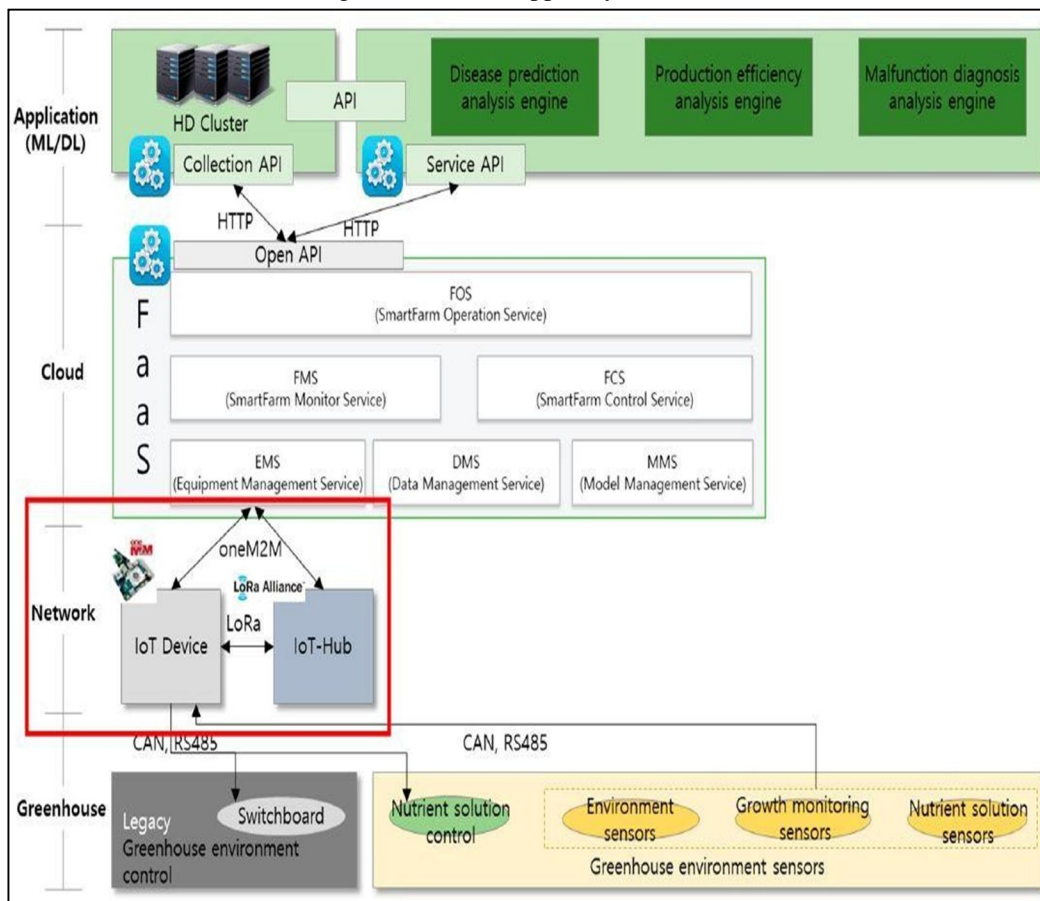 Application
(ML/DL)
HD Cluster
API
Disease prediction
analysis engine
Production efficiency
analysis engine
Malfunction diagnosis
analysis engine
Collection API
Service API
HTTP
HTTP
Open API
Cloud
F
a
a
S
FOS
(SmartFarm Operation Service)
FMS
(SmartFarm Monitor Service)
FCS
(SmartFarm Control Service)
EMS
(Equipment Management Service)
DMS
(Data Management Service)
MMS
(Model Management Service)
Network
one
M2M
oneM2M
LoRa Alliance
LoRa
IoT Device
IoT-Hub
CAN, RS485
CAN, RS485
Greenhouse
Switchboard
Legacy
Greenhouse environment
control
Nutrient solution
control
Environment
sensors
Growth monitoring
sensors
Nutrient solution
sensors
Greenhouse environment sensors